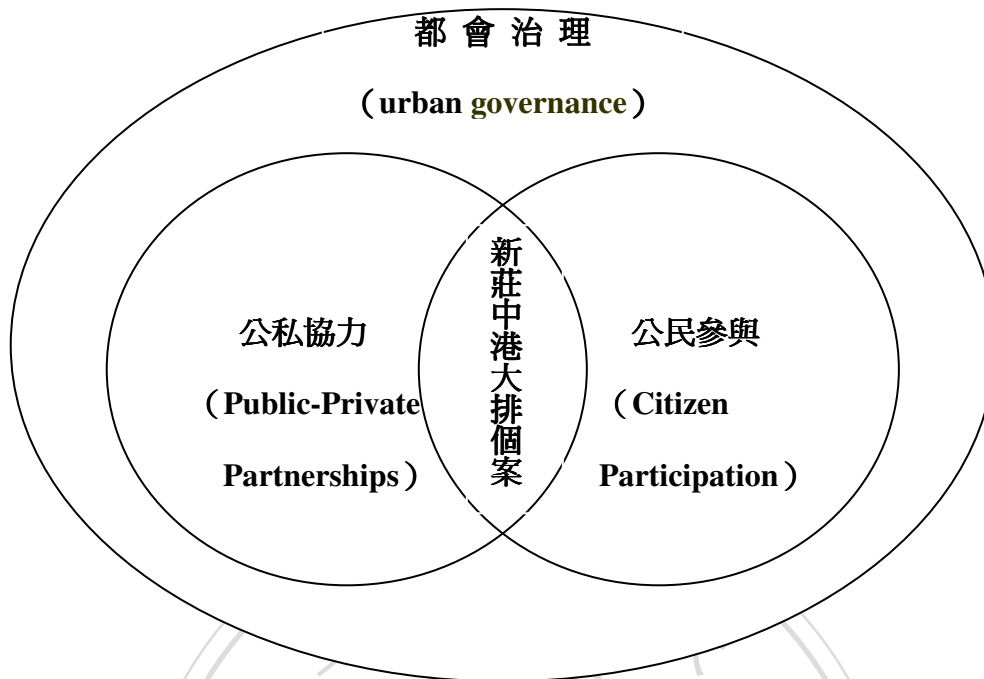 都 會 治 理
（urban governance）
公私協力
（Public-Private
Partnerships）
新莊中港大排個案
公民參與
（Citizen
Participation）